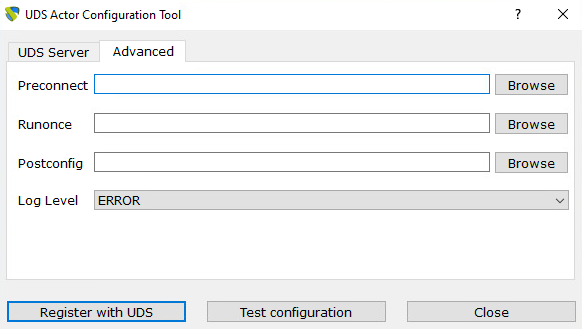 UDS Actor Configuration Tool ? ×
UDS Server Advanced
Preconnect Browse
Runonce Browse
Postconfig Browse
Log Level ERROR
Register with UDS Test configuration Close